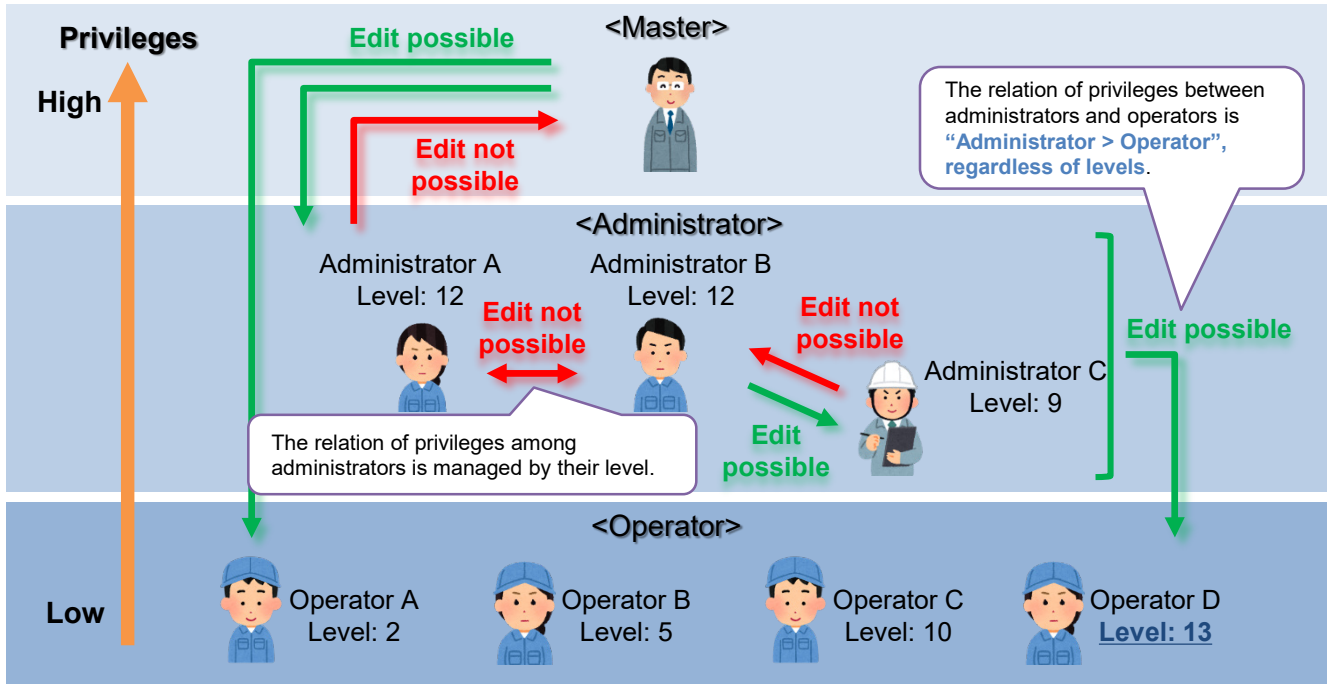 Privileges
High
Low
<Master>
Edit possible
Edit not
possible
The relation of privileges between
administrators and operators is
“Administrator > Operator”,
regardless of levels.
<Administrator>
Administrator A
Level: 12
Administrator B
Level: 12
Edit not
possible
Edit not
possible
Edit
possible
Administrator C
Level: 9
Edit possible
The relation of privileges among
administrators is managed by their level.
<Operator>
Operator A
Level: 2
Operator B
Level: 5
Operator C
Level: 10
Operator D
Level: 13